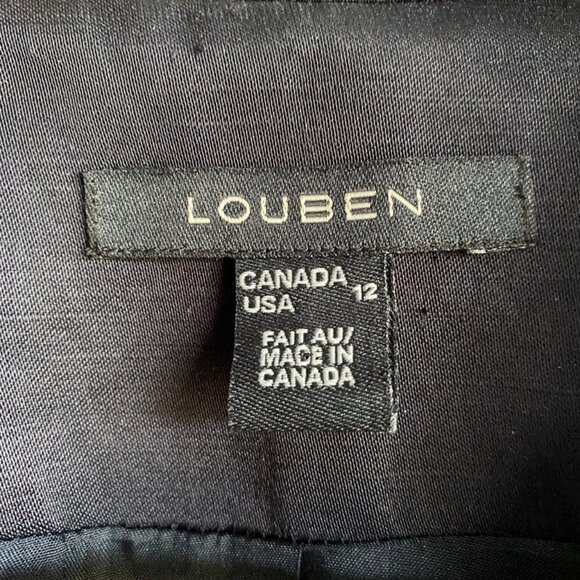 LOUBEN
CANADA
USA 12
FAIT AU/
MADE IN
CANADA